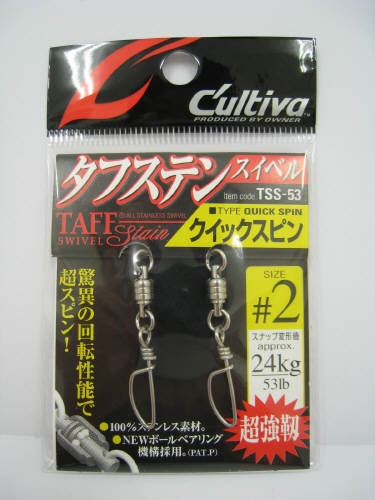 C'ultiva
PRODUCED BY OWNER
タフステンスイベル
Item code TSS-53
TAFF Stain
SWIVEL
FULL STAINLESS SWIVEL
TYPE QUICK SPIN
クイックスピン
驚異の回転性能で
超スピン!
SIZE
#2
スナップ変形値
approx.
24kg
53lb
超強靭
●100%ステンレス素材。
●NEWボールベアリング
機構採用。(PAT.P)